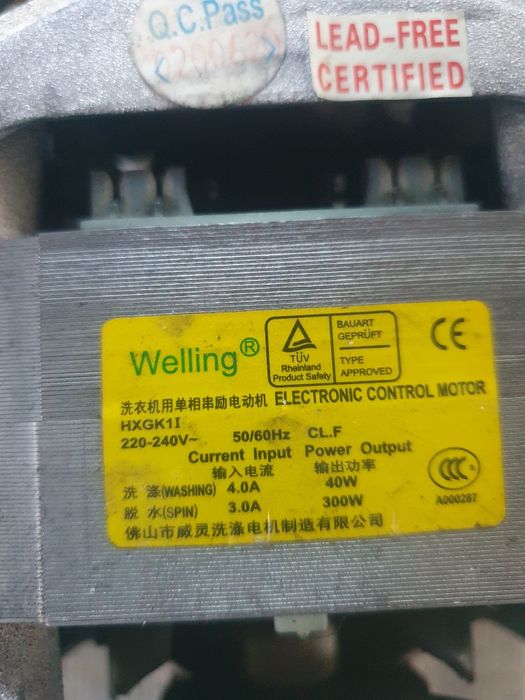 Q.C.Pass
LEAD-FREE
CERTIFIED
Welling®
TÜV
Rheinland
Product Safety
BAUART
GEPRÜFT
TYPE
APPROVED
CE
洗衣机用单相串励电动机 ELECTRONIC CONTROL MOTOR
HXGK1I
220-240V~ 50/60Hz CL.F
Current Input Power Output
输入电流 输出功率
洗 涤(WASHING) 4.0A 40W
脱 水(SPIN) 3.0A 300W
CCC
A000287
佛山市威灵洗涤电机制造有限公司